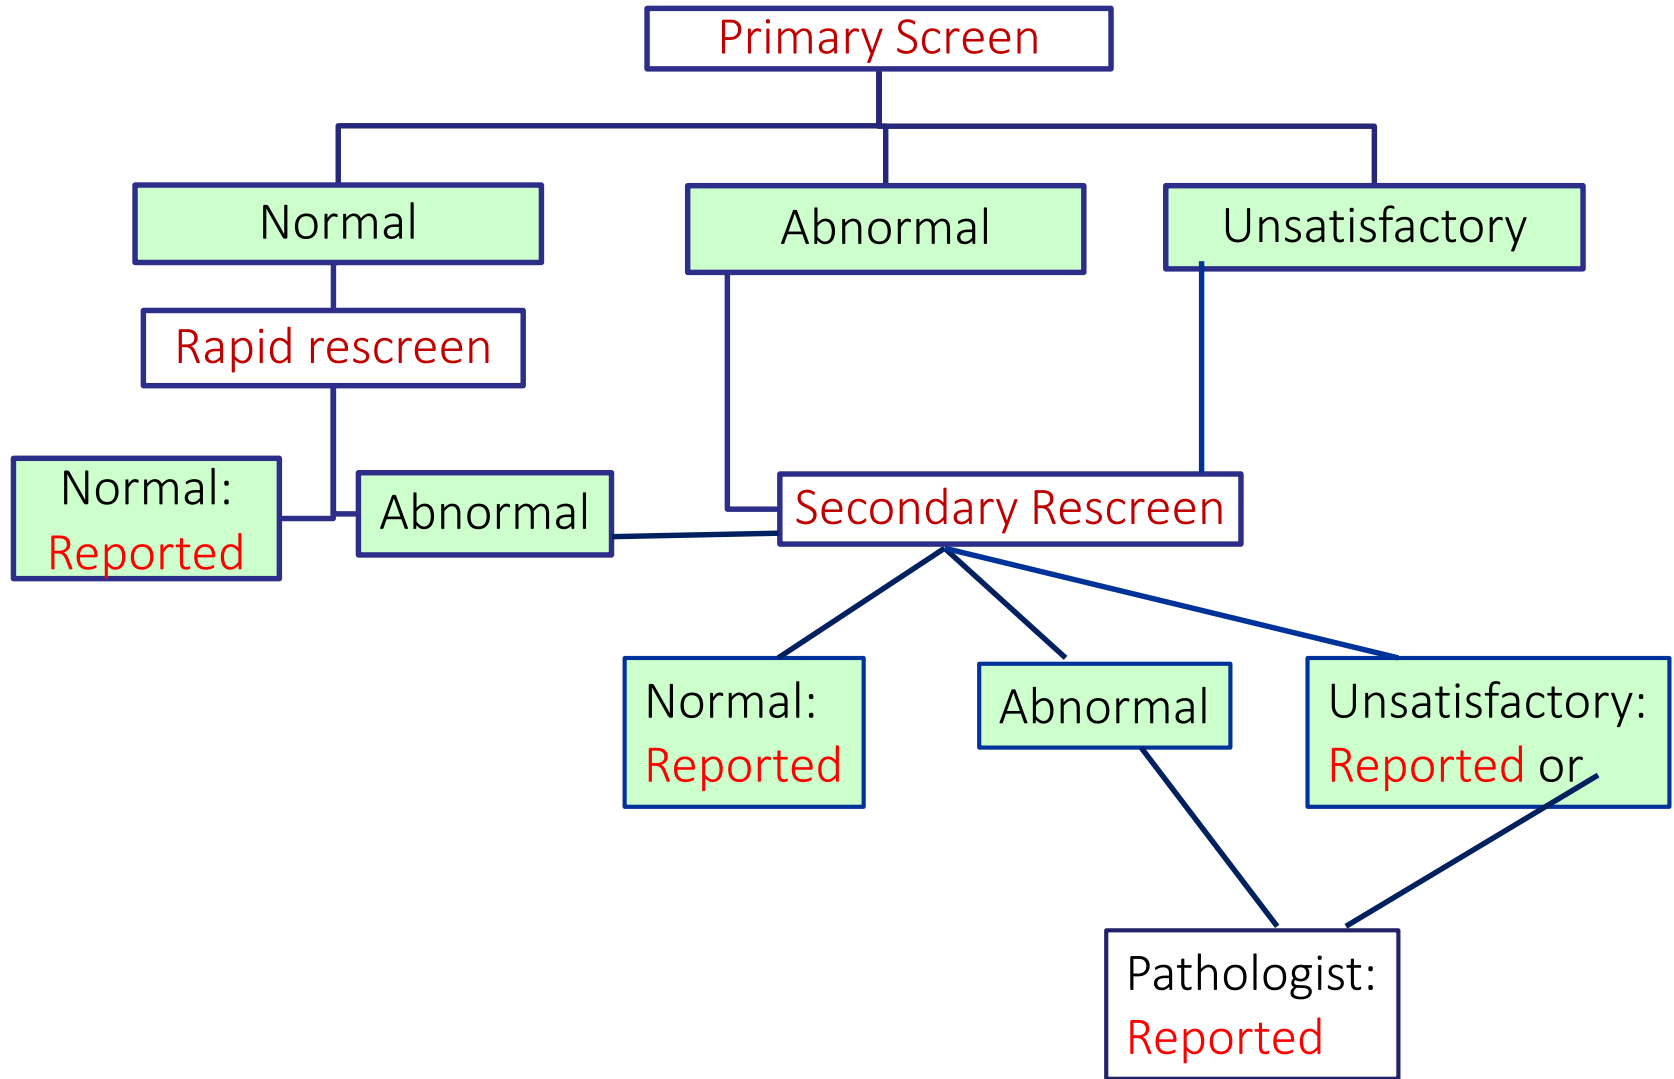 Primary Screen
Normal
Abnormal
Unsatisfactory
Rapid rescreen
Normal:
Reported
Abnormal
Secondary Rescreen
Normal:
Reported
Abnormal
Unsatisfactory:
Reported or
Pathologist:
Reported